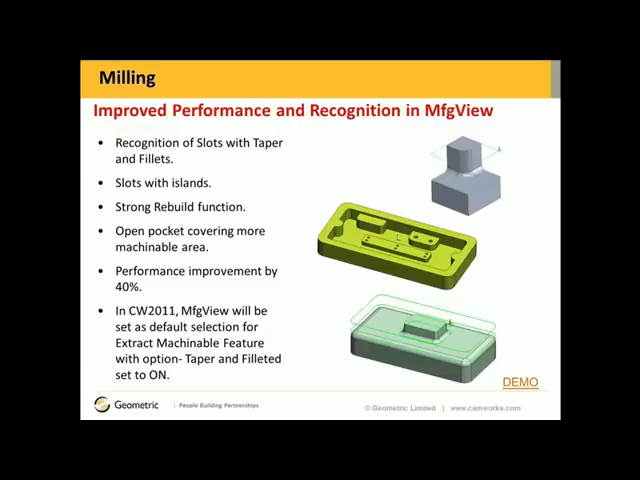 Milling
Improved Performance and Recognition in MfgView
• Recognition of Slots with Taper
and Fillets.
• Slots with islands.
• Strong Rebuild function.
• Open pocket covering more
machinable area.
• Performance improvement by
40%.
• In CW2011, MfgView will be
set as default selection for
Extract Machinable Feature
with option- Taper and Filleted
set to ON.
DEMO
Geometric | People Building Partnerships
© Geometric Limited | www.camworks.com